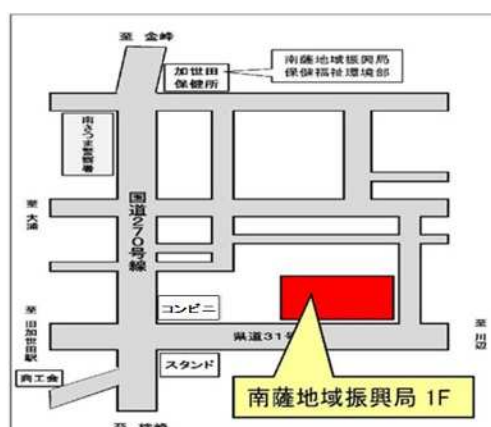 至 金峰
加世田
保健所
南薩地域振興局
保健福祉環境部
南さつま警察署
至 大浦
国道270号線
至 旧加世田駅
コンビニ
県道31号
至 川辺
商工会
スタンド
南薩地域振興局 1F
至